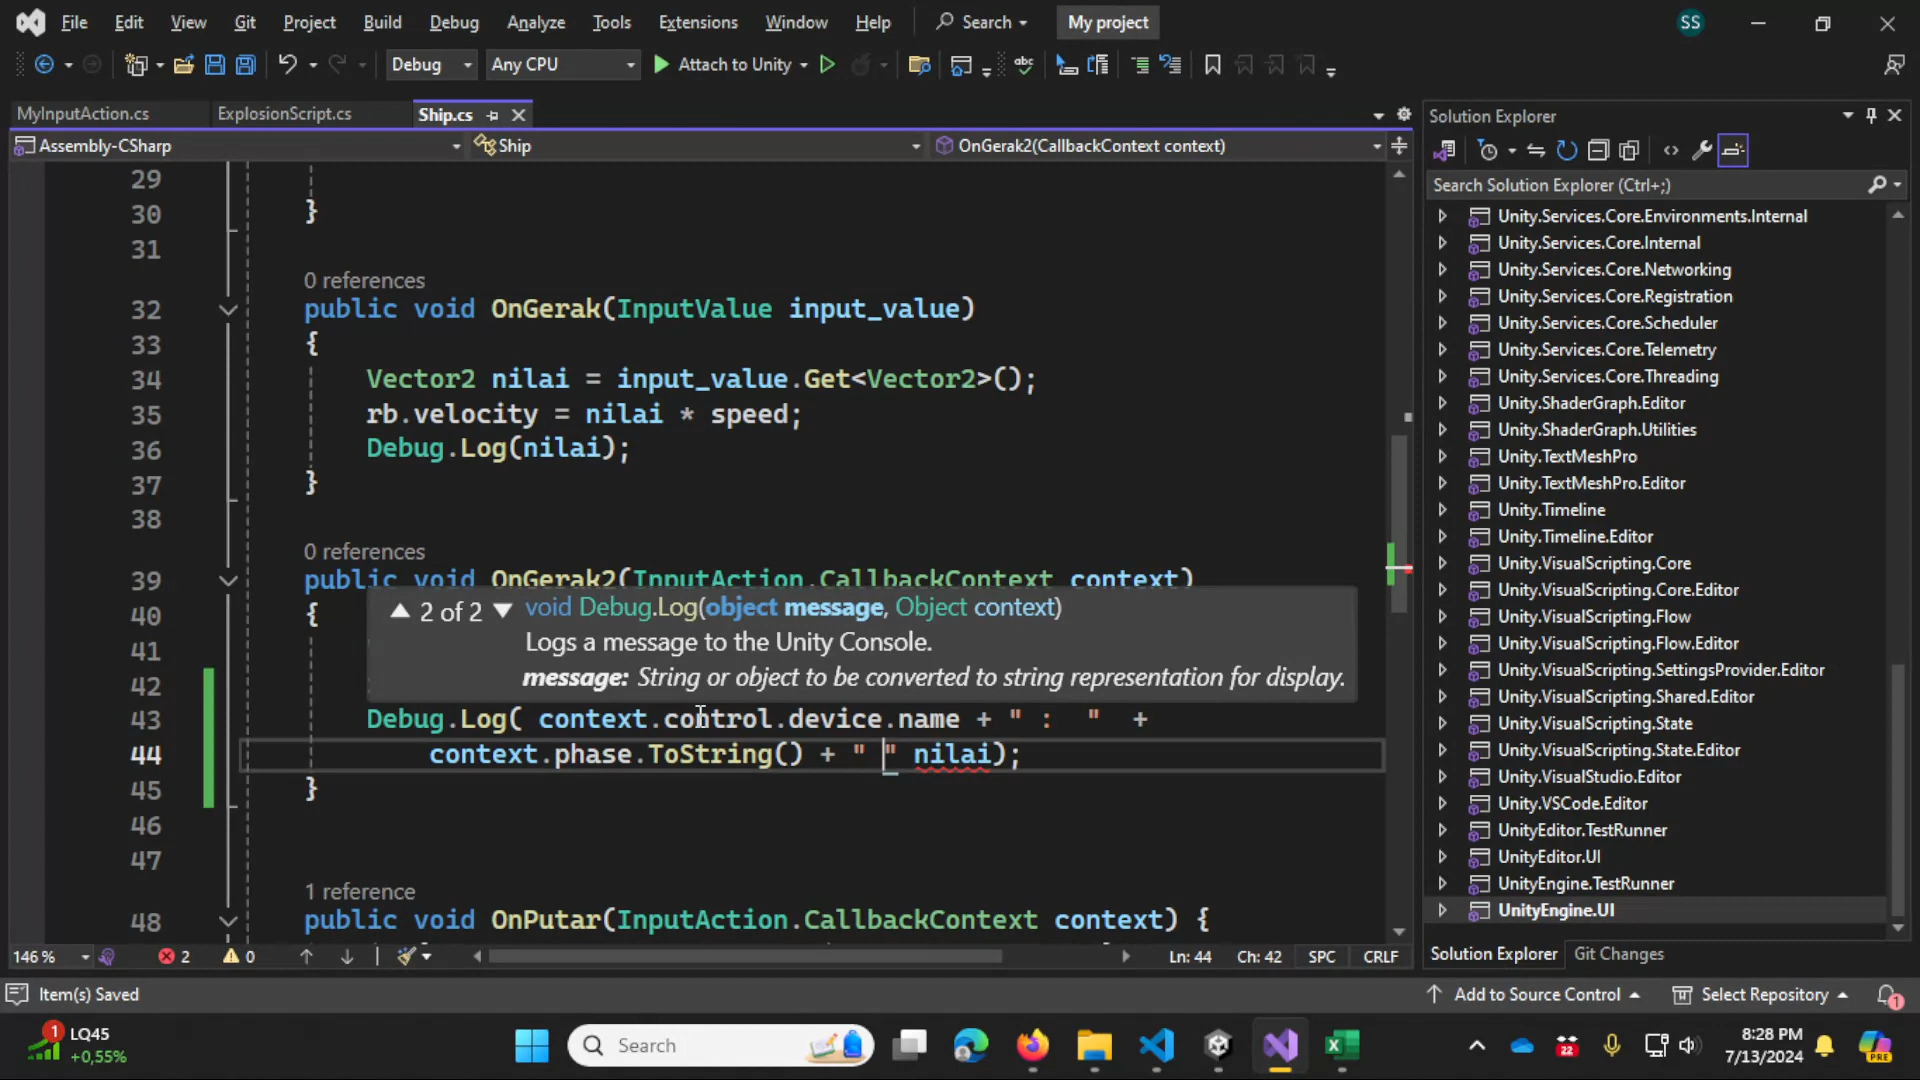 File Edit View Git Project Build Debug Analyze Tools Extensions Window Help Search My project SS
Debug Any CPU Attach to Unity
MyInputAction.cs ExplosionScript.cs Ship.cs
Assembly-CSharp Ship OnGerak2(CallbackContext context)
29
30 }
31
0 references
32 public void OnGerak(InputValue input_value)
33 {
34 Vector2 nilai = input_value.Get<Vector2>();
35 rb.velocity = nilai * speed;
36 Debug.Log(nilai);
37 }
38
0 references
39 public void OnGerak2(InputAction.CallbackContext context)
40 {
2 of 2 void Debug.Log(object message, Object context)
41
Logs a message to the Unity Console.
42
message: String or object to be converted to string representation for display.
43 Debug.Log( context.control.device.name + " :  " +
44 context.phase.ToString() + " " nilai);
45 }
46
47
1 reference
48 public void OnPutar(InputAction.CallbackContext context) {
146 % 2 0 Ln: 44 Ch: 42 SPC CRLF
Solution Explorer
Search Solution Explorer (Ctrl+;)
Unity.Services.Core.Environments.Internal
Unity.Services.Core.Internal
Unity.Services.Core.Networking
Unity.Services.Core.Registration
Unity.Services.Core.Scheduler
Unity.Services.Core.Telemetry
Unity.Services.Core.Threading
Unity.ShaderGraph.Editor
Unity.ShaderGraph.Utilities
Unity.TextMeshPro
Unity.TextMeshPro.Editor
Unity.Timeline
Unity.Timeline.Editor
Unity.VisualScripting.Core
Unity.VisualScripting.Core.Editor
Unity.VisualScripting.Flow
Unity.VisualScripting.Flow.Editor
Unity.VisualScripting.SettingsProvider.Editor
Unity.VisualScripting.Shared.Editor
Unity.VisualScripting.State
Unity.VisualScripting.State.Editor
Unity.VisualStudio.Editor
Unity.VSCode.Editor
UnityEditor.TestRunner
UnityEditor.UI
UnityEngine.TestRunner
UnityEngine.UI
Solution Explorer Git Changes
Item(s) Saved Add to Source Control Select Repository 1
1 LQ45
+0,55%
Search
22
8:28 PM
7/13/2024
PRE